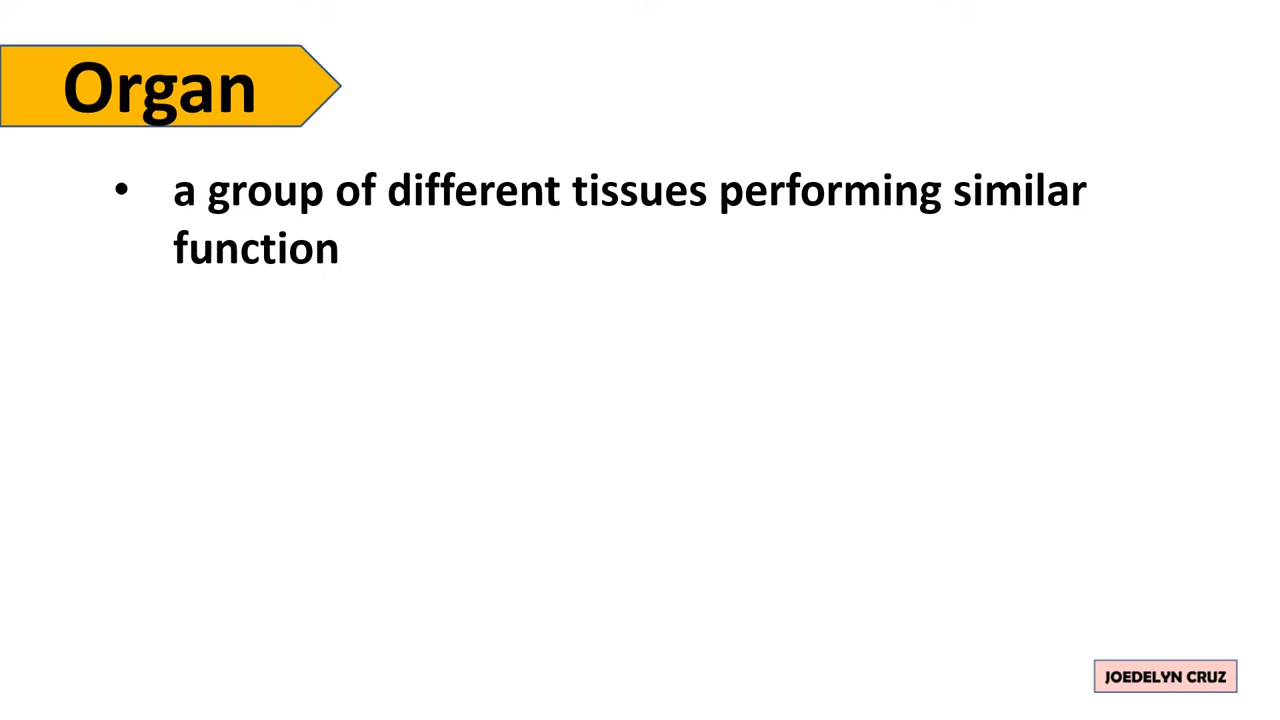 Organ
• a group of different tissues performing similar
function
JOEDELYN CRUZ